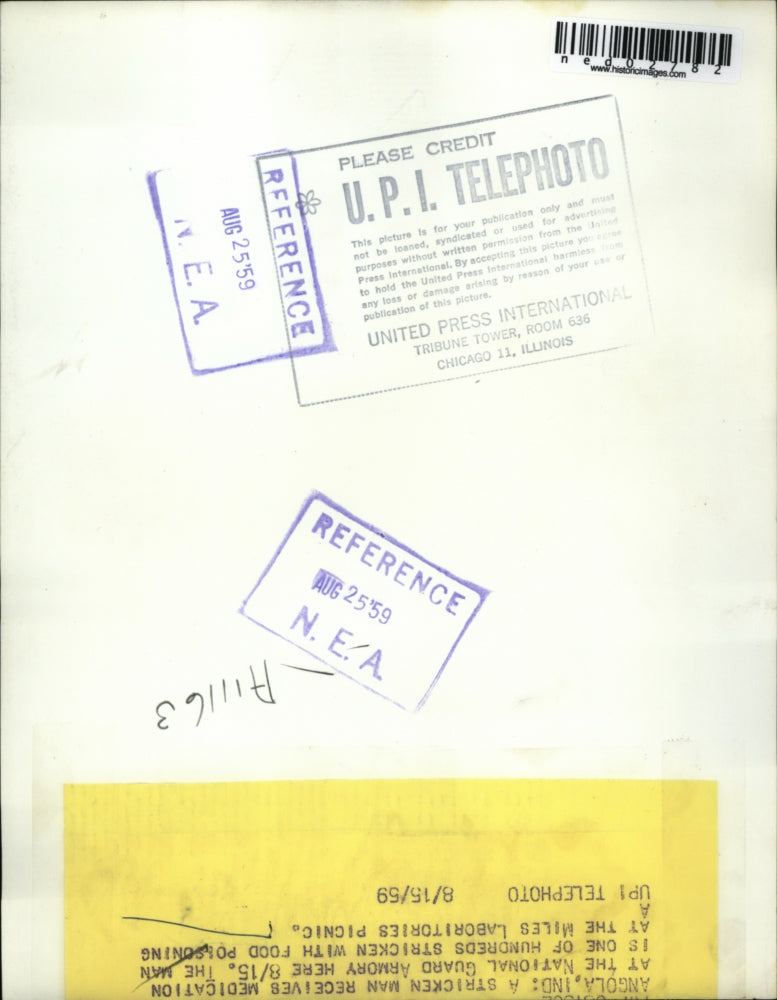 ned02782
www.historicimages.com
PLEASE CREDIT
U.P.I. TELEPHOTO
This picture is for your publication only and must
not be loaned, syndicated or used for advertising
purposes without written permission from the United
Press International. By accepting this picture you agree
to hold the United Press International harmless from
any loss or damage arising by reason of your use or
publication of this picture.
UNITED PRESS INTERNATIONAL
TRIBUNE TOWER, ROOM 636
CHICAGO 11, ILLINOIS
REFERENCE
AUG 25'59
N. E. A.
REFERENCE
AUG 25'59
N. E. A.
A11163
ANGOLA, IND: A STRICKEN MAN RECEIVES MEDICATION
AT THE NATIONAL GUARD ARMORY HERE 8/15. THE MAN
IS ONE OF HUNDREDS STRICKEN WITH FOOD POISONING
AT THE MILES LABORITORIES PICNIC.
A
UPI TELEPHOTO 8/15/59